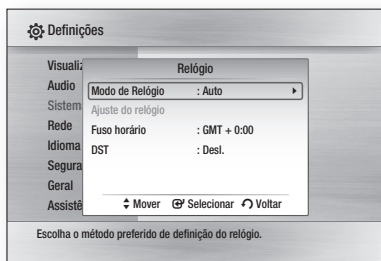 Definições
Visualiz
Relógio
Audio
Modo de Relógio : Auto
Sistem
Ajuste do relógio
Rede
Fuso horário : GMT + 0:00
Idioma
DST : Desl.
Segura
Geral
Assistê
Mover Selecionar Voltar
Escolha o método preferido de definição do relógio.